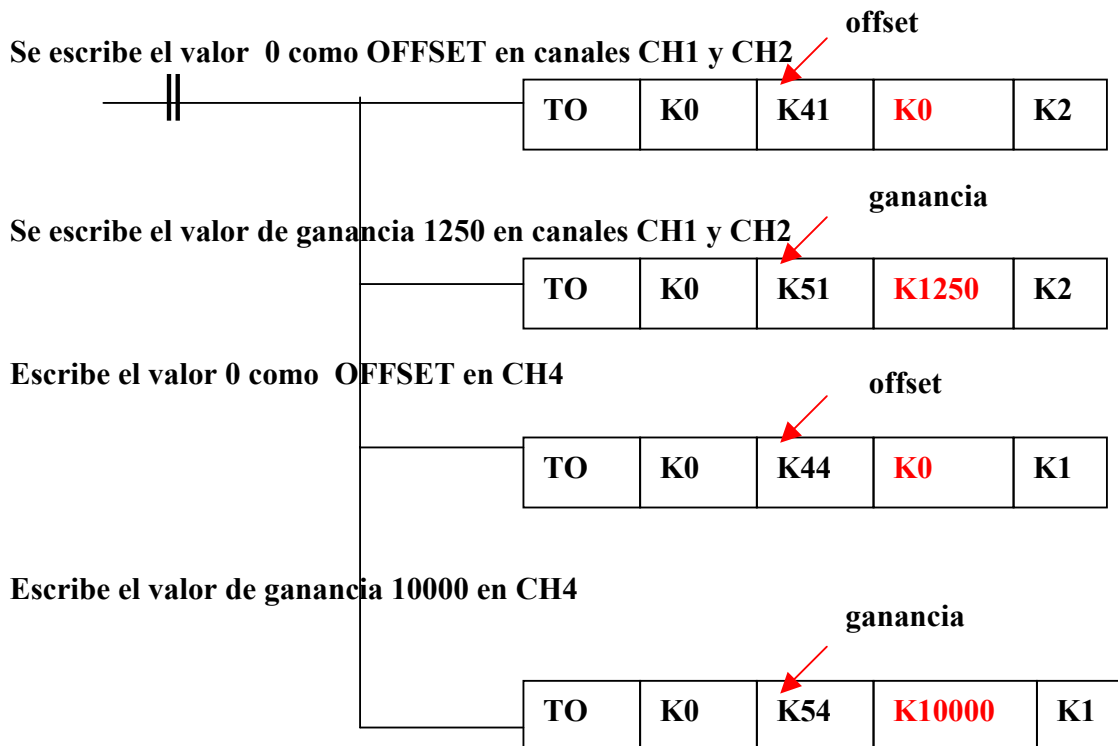 offset
Se escribe el valor 0 como OFFSET en canales CH1 y CH2
TO K0 K41 K0 K2
ganancia
Se escribe el valor de ganancia 1250 en canales CH1 y CH2
TO K0 K51 K1250 K2
Escribe el valor 0 como OFFSET en CH4
offset
TO K0 K44 K0 K1
Escribe el valor de ganancia 10000 en CH4
ganancia
TO K0 K54 K10000 K1